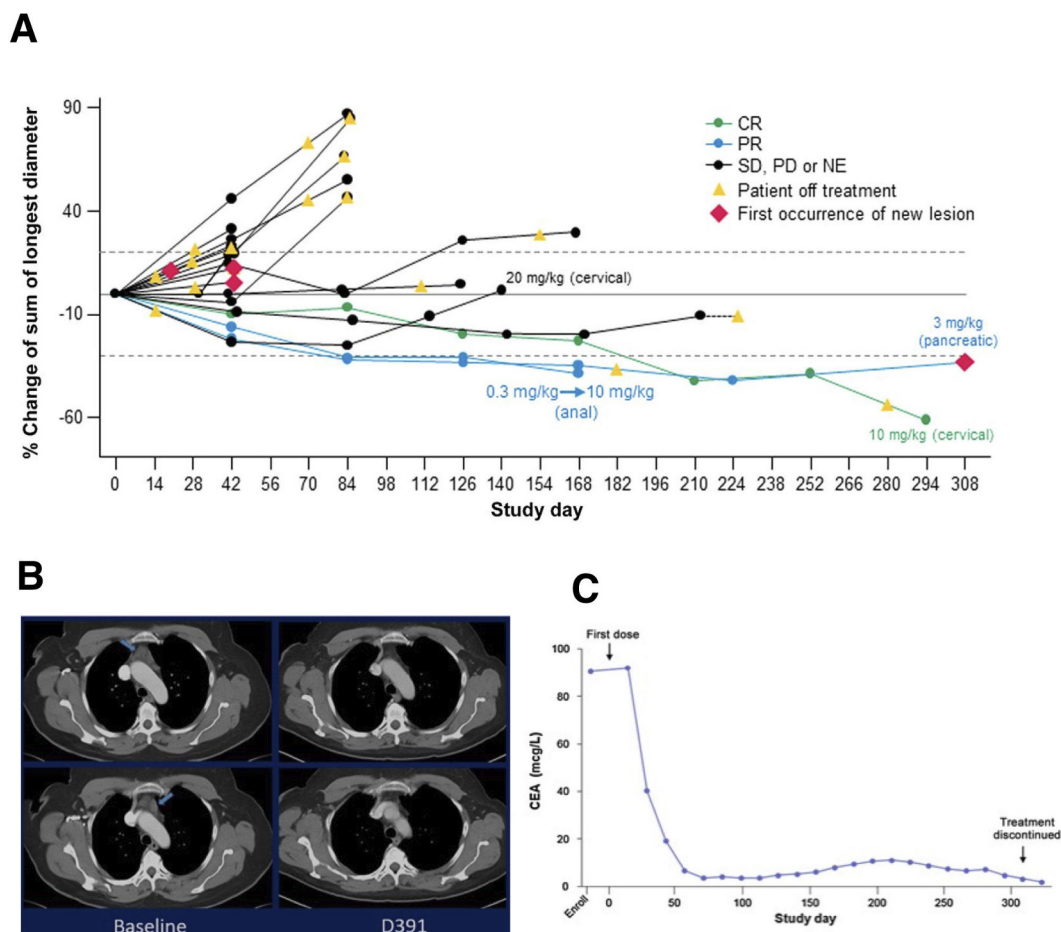 A
% Change of sum of longest diameter
90
40
-10
-60
CR
PR
SD, PD or NE
Patient off treatment
First occurrence of new lesion
20 mg/kg (cervical)
3 mg/kg
(pancreatic)
0.3 mg/kg 10 mg/kg
(anal)
10 mg/kg (cervical)
0 14 28 42 56 70 84 98 112 126 140 154 168 182 196 210 224 238 252 266 280 294 308
Study day
B
Baseline D391
C
First dose
Treatment
discontinued
CEA (mcg/L)
100
80
60
40
20
0
Enroll 0 50 100 150 200 250 300
Study day